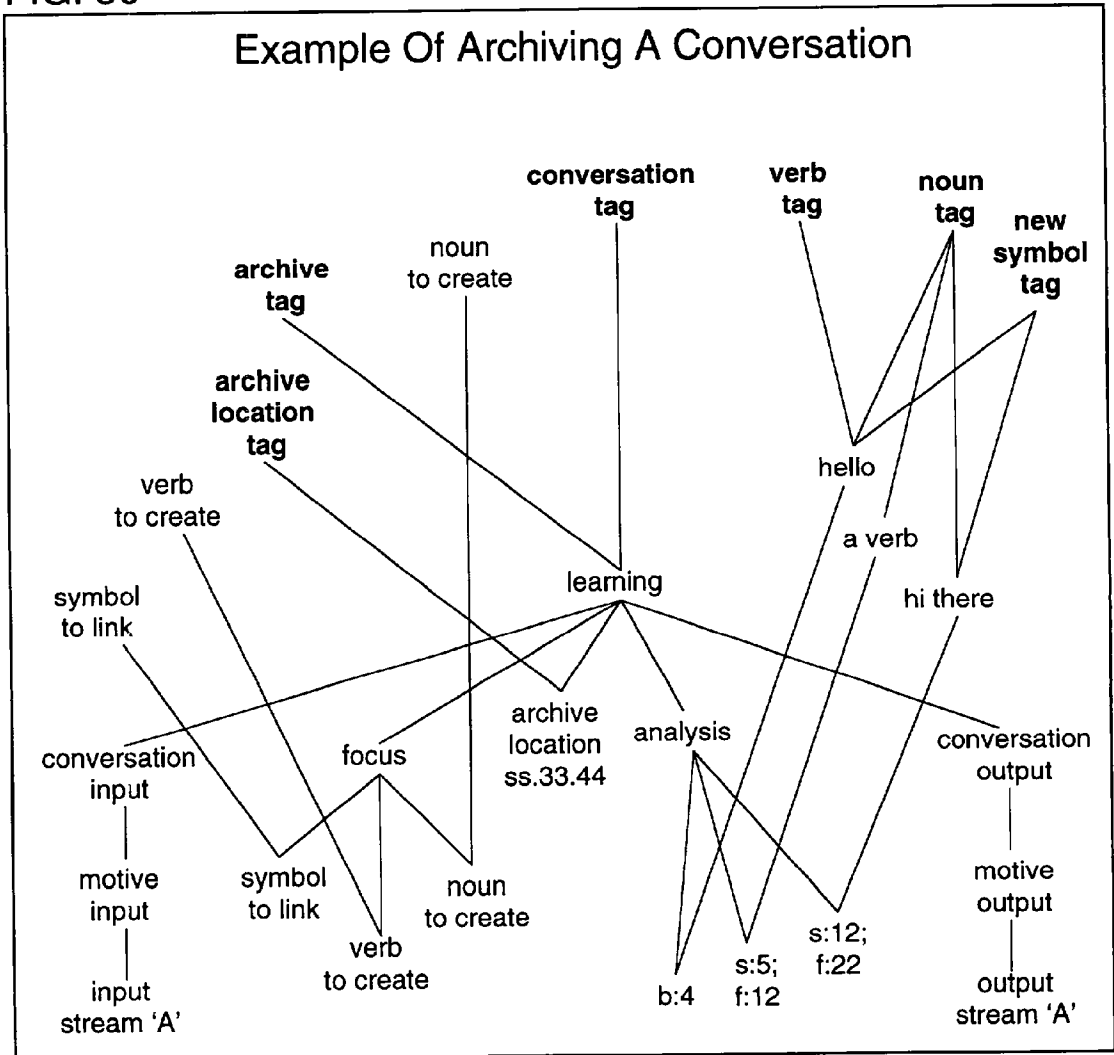 Example Of Archiving A Conversation
conversation
tag
verb
tag
noun
tag
new
symbol
tag
noun
to create
archive
tag
archive
location
tag
verb
to create
symbol
to link
hello
a verb
hi there
learning
conversation
input
focus
archive
location
ss.33.44
analysis
conversation
output
motive
input
symbol
to link
verb
to create
noun
to create
b:4
s:5;
f:12
s:12;
f:22
motive
output
input
stream 'A'
output
stream 'A'